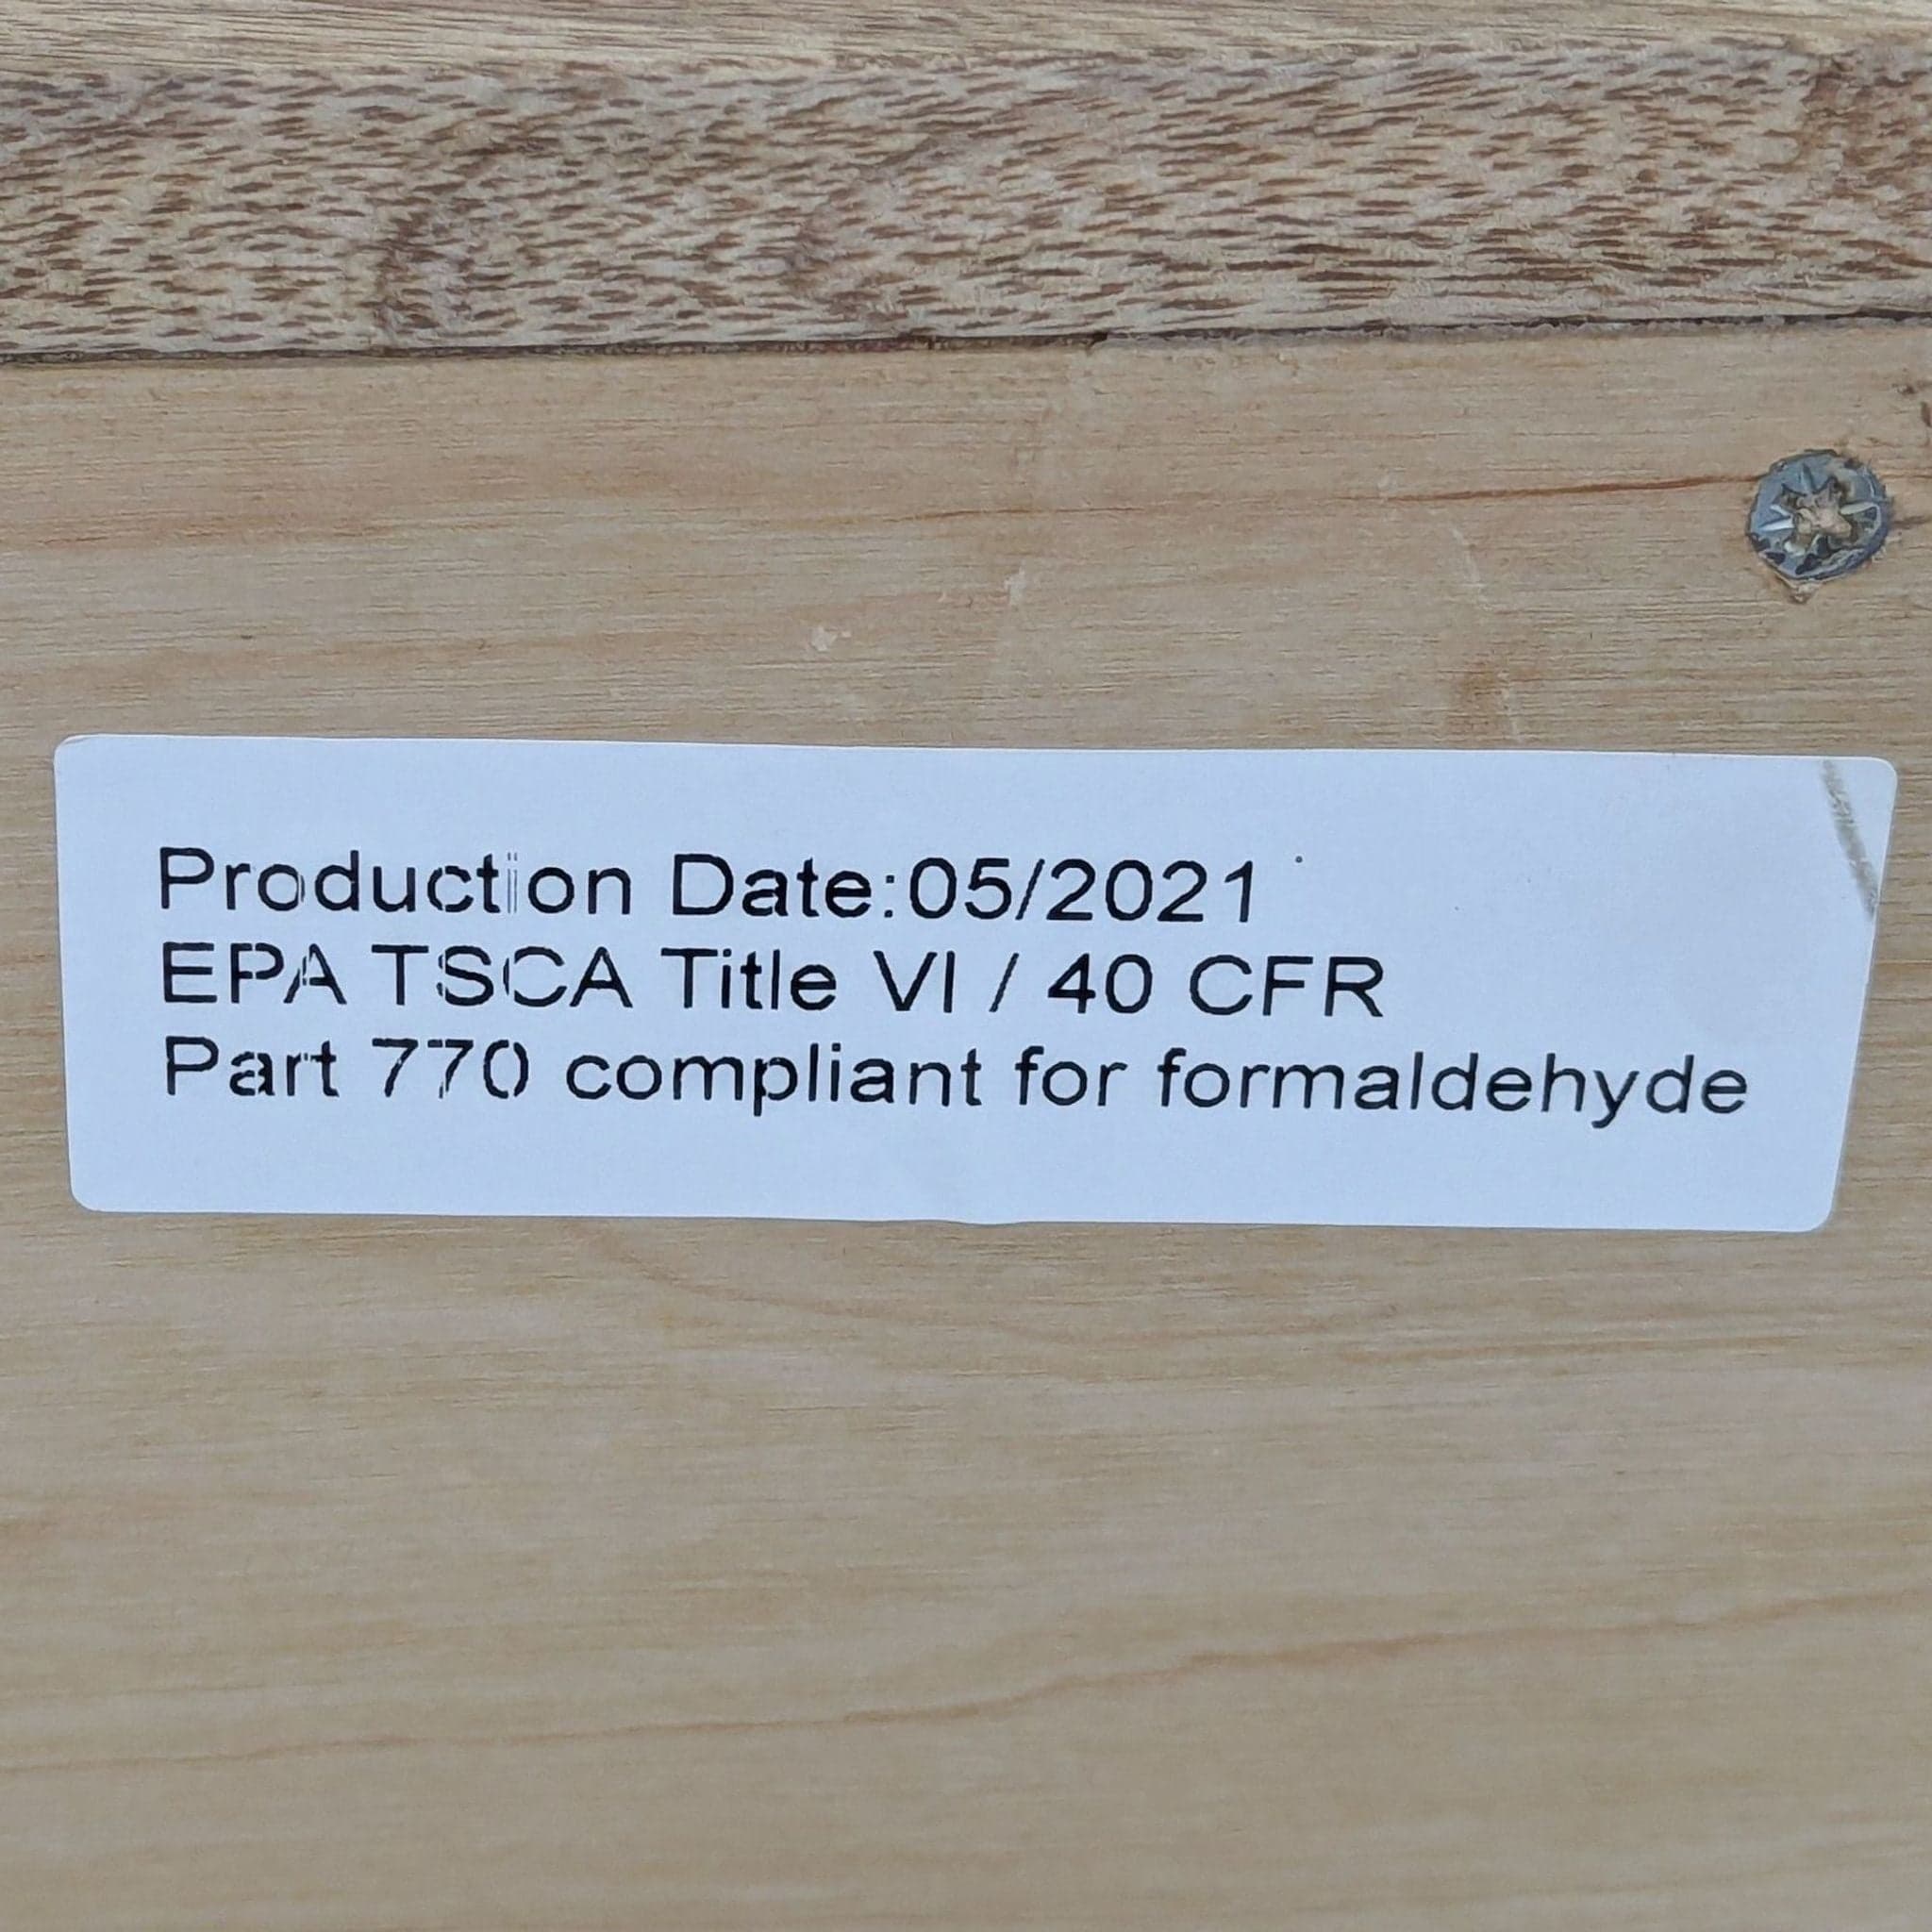 Production Date:05/2021
EPA TSCA Title VI / 40 CFR
Part 770 compliant for formaldehyde